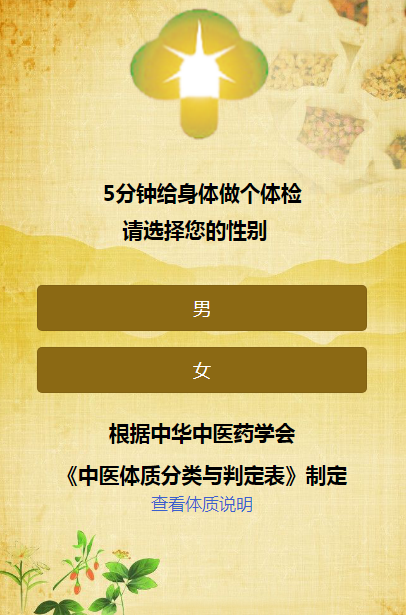 5分钟给身体做个体检
请选择您的性别
男
女
根据中华中医药学会
《中医体质分类与判定表》制定
查看体质说明